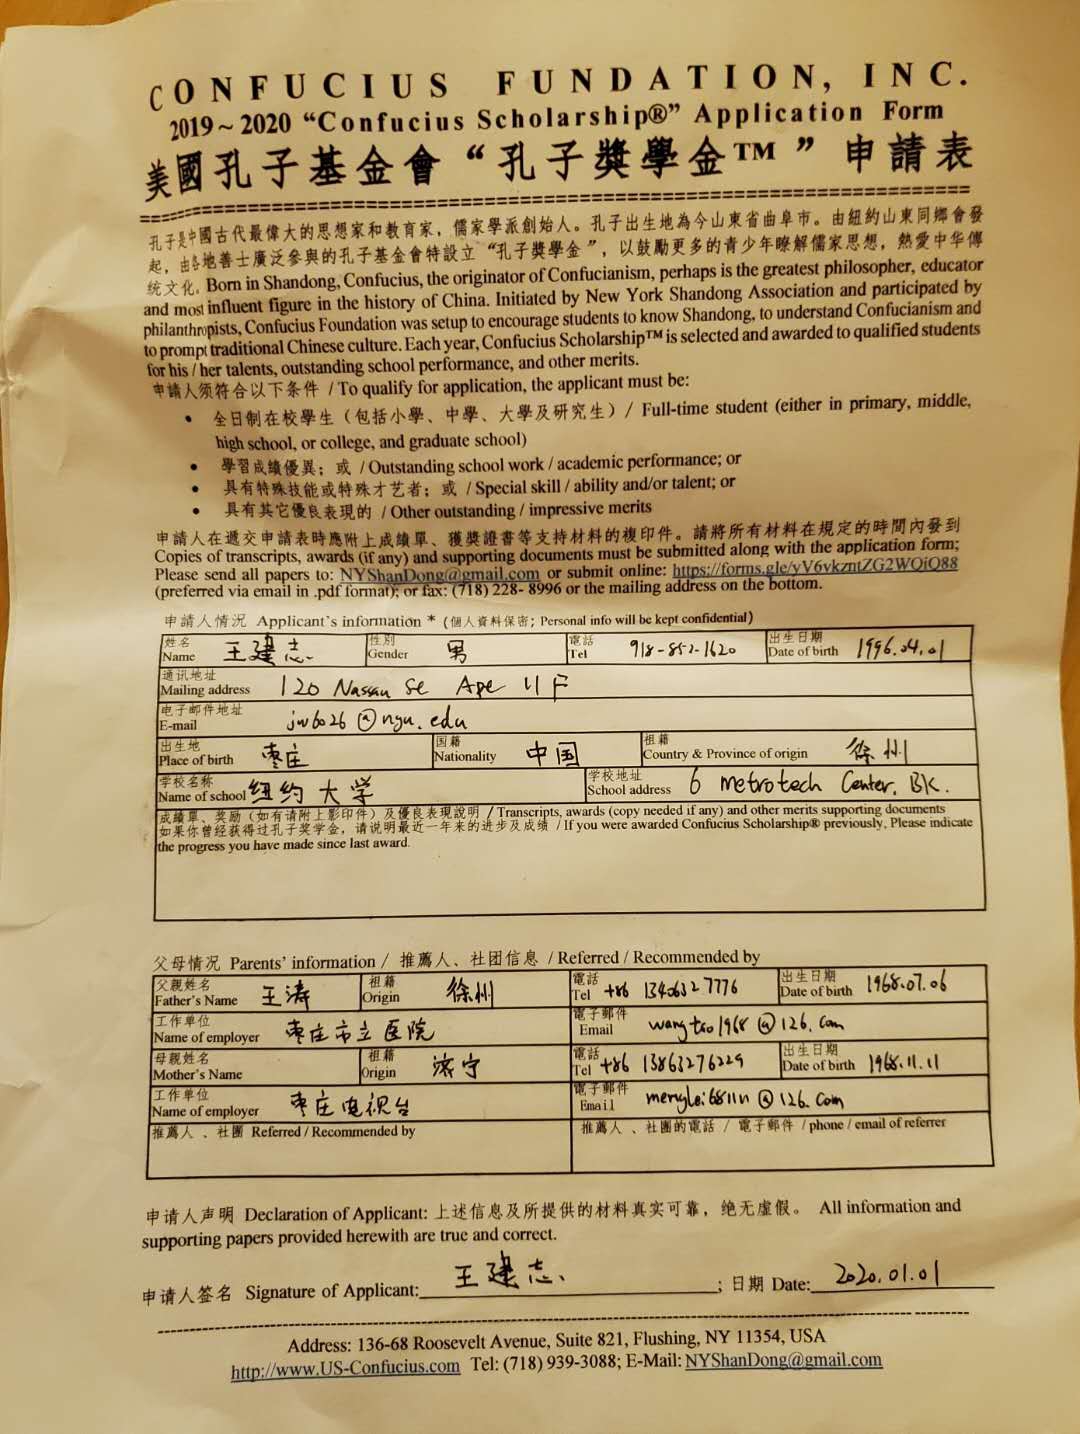 CONFUCIUS FUNDATION, INC.
2019~2020 “Confucius Scholarship®” Application Form
美國孔子基金會“孔子獎學金™”申請表
孔子是中國古代最偉大的思想家和教育家，儒家學派創始人。孔子出生地為今山東省曲阜市。由紐約山東同鄉會發
起，由各地善士廣泛參與的孔子基金會特設立“孔子獎學金”，以鼓勵更多的青少年瞭解儒家思想，熱愛中华傳
统文化。Born in Shandong, Confucius, the originator of Confucianism, perhaps is the greatest philosopher, educator
and most influent figure in the history of China. Initiated by New York Shandong Association and participated by
philanthropists, Confucius Foundation was setup to encourage students to know Shandong, to understand Confucianism and
to prompt traditional Chinese culture. Each year, Confucius Scholarship™ is selected and awarded to qualified students
for his / her talents, outstanding school performance, and other merits.
申請人须符合以下条件 / To qualify for application, the applicant must be:
• 全日制在校學生（包括小學、中學、大學及研究生）/ Full-time student (either in primary, middle,
high school, or college, and graduate school)
• 學習成績優異；或 / Outstanding school work / academic performance; or
• 具有特殊技能或特殊才艺者；或 / Special skill / ability and/or talent; or
• 具有其它優良表現的 / Other outstanding / impressive merits
申請人在遞交申請表時應附上成績單、獲獎證書等支持材料的複印件。請將所有材料在規定的時間內發到
Copies of transcripts, awards (if any) and supporting documents must be submitted along with the application form;
Please send all papers to: NYShanDong@gmail.com or submit online: https://forms.gle/yV6vkzntZG2WQiQ88
(preferred via email in .pdf format); or fax: (718) 228- 8996 or the mailing address on the bottom.
申請人情況 Applicant's information * (個人資料保密; Personal info will be kept confidential)
姓名 Name 王建志 性別 Gender 男 電話 Tel 918-852-1620 出生日期 Date of birth 1996.04.01
通讯地址 Mailing address 120 Nassau St Apt 11F
电子邮件地址 E-mail jw6026@nyu.edu
出生地 Place of birth 枣庄 国籍 Nationality 中国 祖籍 Country & Province of origin 徐州
学校名称 Name of school 纽约大学 学校地址 School address 6 Metrotech Center, BK.
成績單、奖励（如有请附上影印件）及優良表現說明 / Transcripts, awards (copy needed if any) and other merits supporting documents
如果你曾经获得过孔子奖学金，请说明最近一年来的进步及成绩 / If you were awarded Confucius Scholarship® previously, Please indicate
the progress you have made since last award.
父母情况 Parents' information / 推薦人、社团信息 / Referred / Recommended by
父親姓名 Father's Name 王涛 祖籍 Origin 徐州 電話 Tel +86 13406327776 出生日期 Date of birth 1968.07.06
工作单位 Name of employer 枣庄市立医院 電子郵件 Email wangtao1968@126.com
母親姓名 Mother's Name 祖籍 Origin 济宁 電話 Tel +86 13863276229 出生日期 Date of birth 1968.11.11
工作單位 Name of employer 枣庄电视台 電子郵件 Email menglei681111@126.com
推薦人、社團 Referred / Recommended by 推薦人、社團的電話 / 電子郵件 / phone / email of referrer
申请人声明 Declaration of Applicant: 上述信息及所提供的材料真实可靠，绝无虚假。 All information and
supporting papers provided herewith are true and correct.
申请人签名 Signature of Applicant: 王建志 ; 日期 Date: 2020.01.01
Address: 136-68 Roosevelt Avenue, Suite 821, Flushing, NY 11354, USA
http://www.US-Confucius.com Tel: (718) 939-3088; E-Mail: NYShanDong@gmail.com